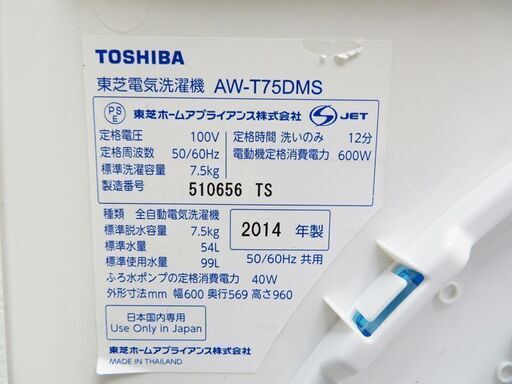 TOSHIBA
東芝電気洗濯機 AW-T75DMS
PS
E
東芝ホームアプライアンス株式会社 S JET
定格電圧 100V 定格時間 洗いのみ 12分
定格周波数 50/60Hz 電動機定格消費電力 600W
標準洗濯容量 7.5kg
製造番号 510656 TS
種類 全自動電気洗濯機
標準脱水容量 7.5kg
標準水量 54L
標準使用水量 99L
2014 年製
50/60Hz 共用
ふろ水ポンプの定格消費電力 40W
外形寸法mm 幅600 奥行569 高さ960
日本国内専用
Use Only in Japan
東芝ホームアプライアンス株式会社
MADE IN THAILAND